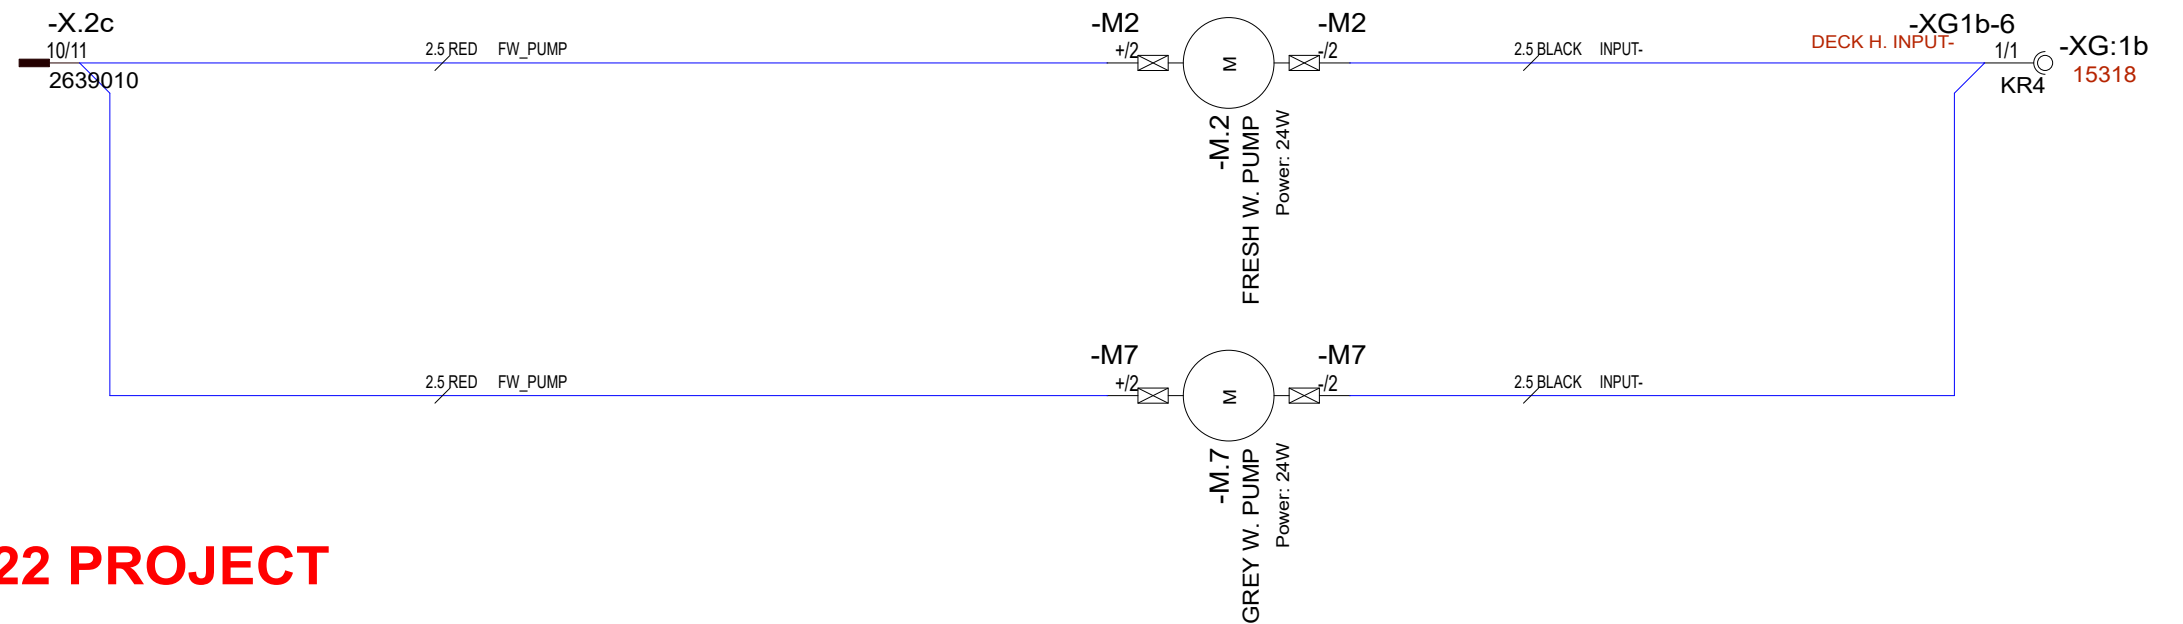 -X.2c
10/11
2639010
2.5 RED FW_PUMP
-M2
+/2
M
-M2
-/2
-M.2
FRESH W. PUMP
Power: 24W
2.5 BLACK INPUT-
DECK H. INPUT-
-XG1b-6
1/1
KR4
-XG:1b
15318
2.5 RED FW_PUMP
-M7
+/2
M
-M7
-/2
-M.7
GREY W. PUMP
Power: 24W
2.5 BLACK INPUT-
22 PROJECT